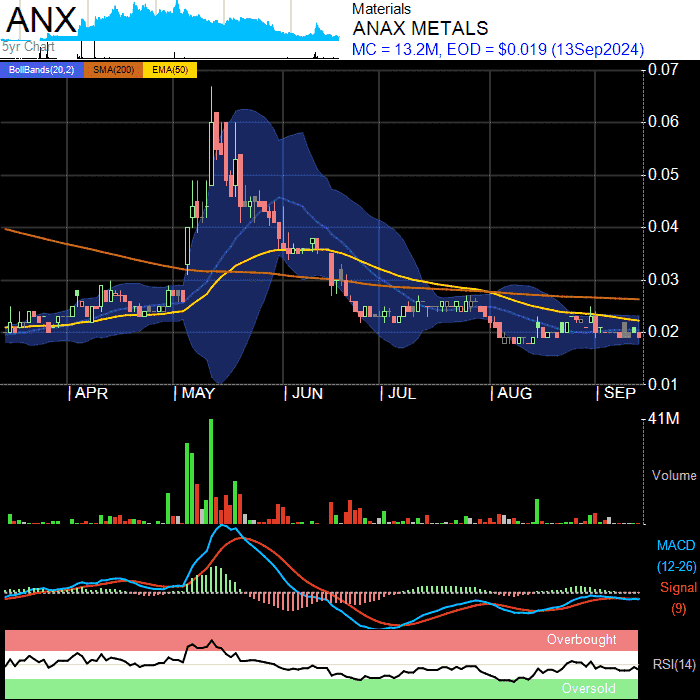 ANX
5yr Chart
Materials
ANAX METALS
MC = 13.2M, EOD = $0.019 (13Sep2024)
BollBands(20,2) SMA(200) EMA(50)
0.07
0.06
0.05
0.04
0.03
0.02
0.01
APR MAY JUN JUL AUG SEP
41M
Volume
MACD
(12-26)
Signal
(9)
Overbought
RSI(14)
Oversold